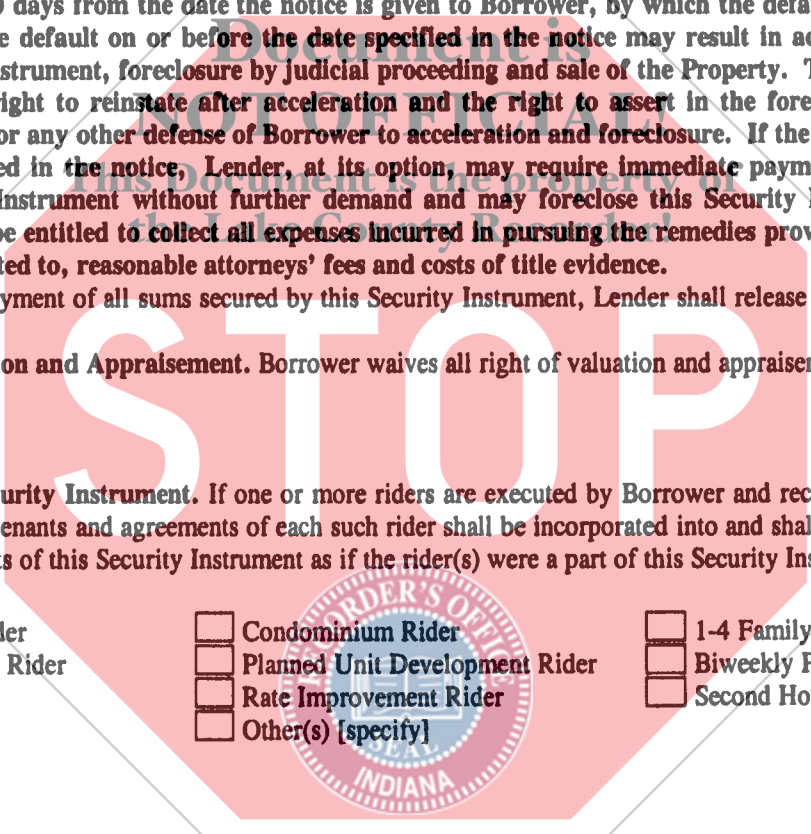 days from the date the notice is given to Borrower, by which the defa
e default on or before the date specified in the notice may result in ac
Document is
nstrument, foreclosure by judicial proceeding and sale of the Property. T
right to reinstate after acceleration and the right to assert in the fore
NOT OFFICIAL!
or any other defense of Borrower to acceleration and foreclosure. If the
ed in the notice, Lender, at its option, may require immediate paym
This Document is the property of
Instrument without further demand and may foreclose this Security I
the Lake County Recorder!
be entitled to collect all expenses incurred in pursuing the remedies prov
ted to, reasonable attorneys' fees and costs of title evidence.
yment of all sums secured by this Security Instrument, Lender shall release
STOP
on and Appraisement. Borrower waives all right of valuation and appraisen
urity Instrument. If one or more riders are executed by Borrower and rec
enants and agreements of each such rider shall be incorporated into and shal
ts of this Security Instrument as if the rider(s) were a part of this Security Ins
der
Condominium Rider
1-4 Family
Rider
Planned Unit Development Rider
Biweekly P
Rate Improvement Rider
Second Ho
Other(s) [specify]
RECORDER'S OFFICE
SEAL
INDIANA